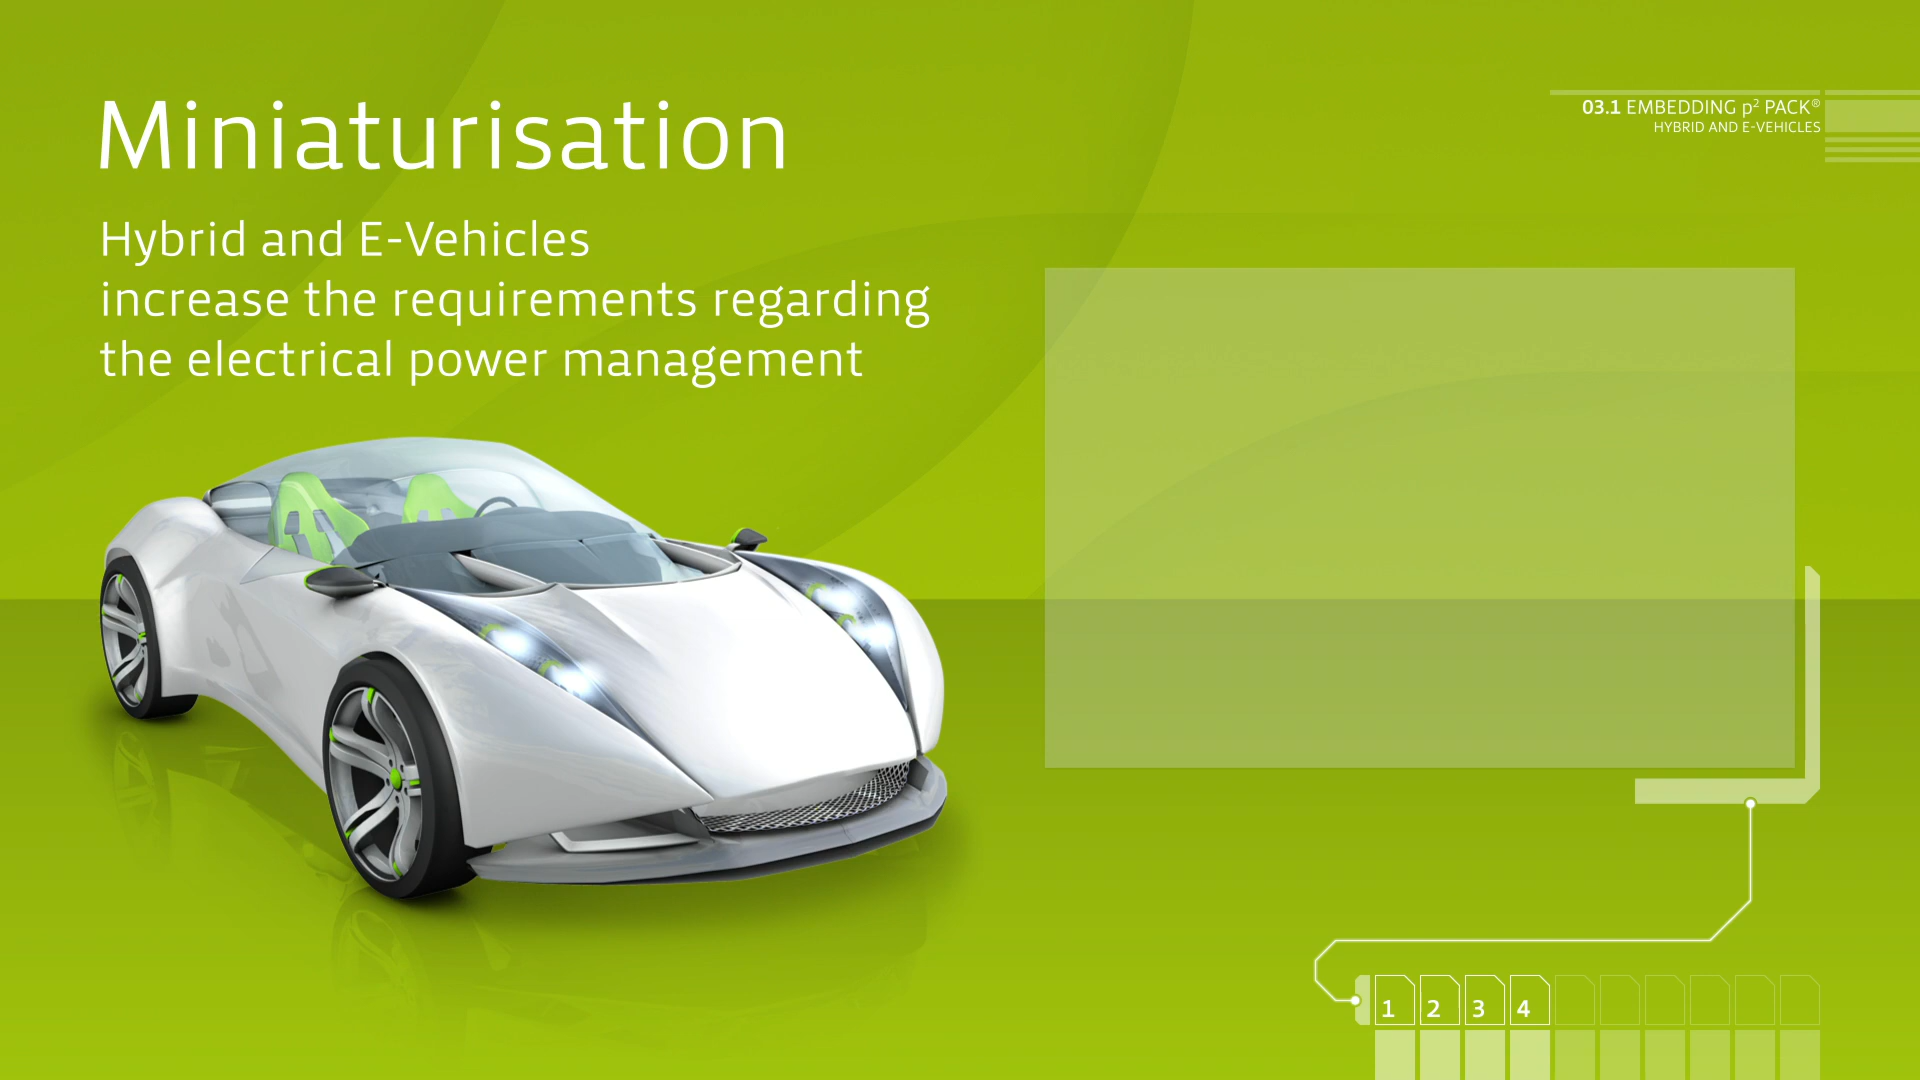 Miniaturisation
03.1 EMBEDDING p² PACK®
HYBRID AND E-VEHICLES
Hybrid and E-Vehicles
increase the requirements regarding
the electrical power management
1 2 3 4